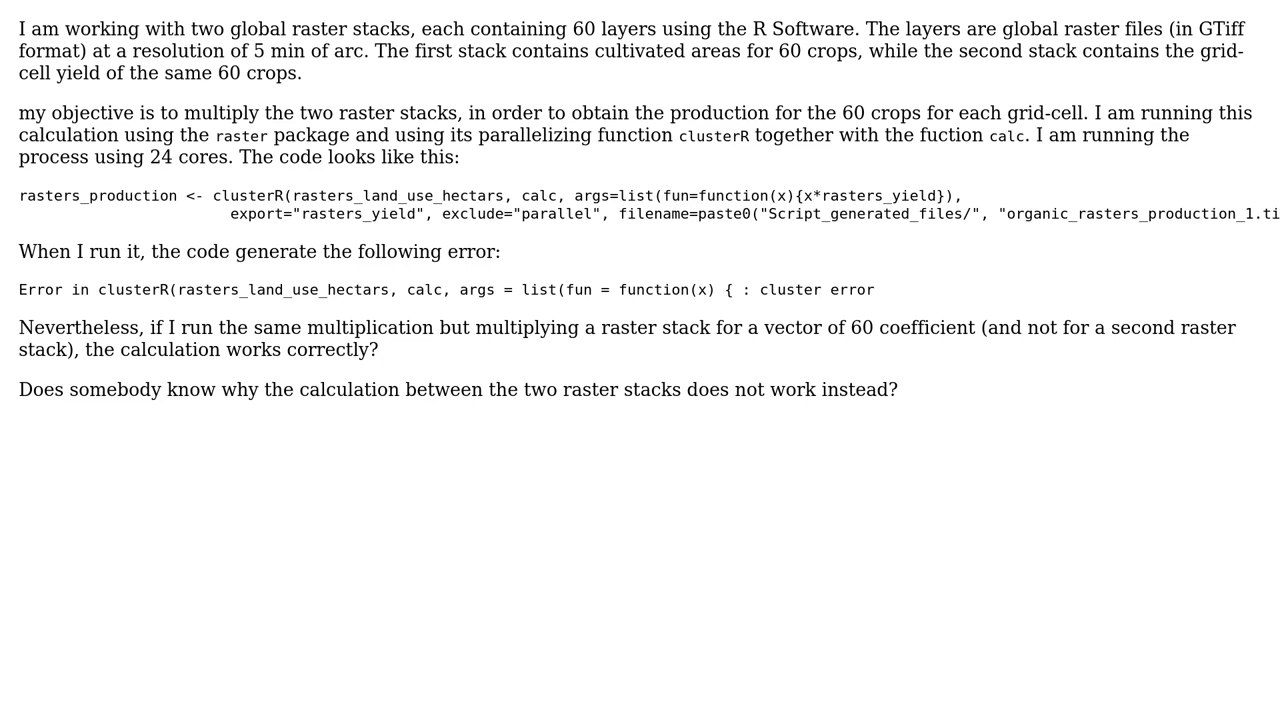 I am working with two global raster stacks, each containing 60 layers using the R Software. The layers are global raster files (in GTiff
format) at a resolution of 5 min of arc. The first stack contains cultivated areas for 60 crops, while the second stack contains the grid-
cell yield of the same 60 crops.
my objective is to multiply the two raster stacks, in order to obtain the production for the 60 crops for each grid-cell. I am running this
calculation using the raster package and using its parallelizing function clusterR together with the fuction calc. I am running the
process using 24 cores. The code looks like this:
rasters_production <- clusterR(rasters_land_use_hectars, calc, args=list(fun=function(x){x*rasters_yield}),
export="rasters_yield", exclude="parallel", filename=paste0("Script_generated_files/", "organic_rasters_production_1.ti
When I run it, the code generate the following error:
Error in clusterR(rasters_land_use_hectars, calc, args = list(fun = function(x) { : cluster error
Nevertheless, if I run the same multiplication but multiplying a raster stack for a vector of 60 coefficient (and not for a second raster
stack), the calculation works correctly?
Does somebody know why the calculation between the two raster stacks does not work instead?